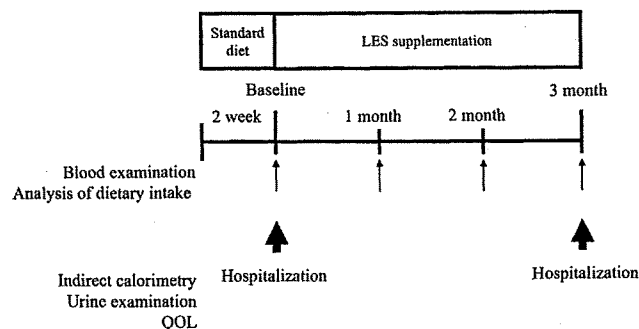 Standard
diet
LES supplementation
Baseline
3 month
2 week
1 month
2 month
Blood examination
Analysis of dietary intake
Hospitalization
Hospitalization
Indirect calorimetry
Urine examination
QOL